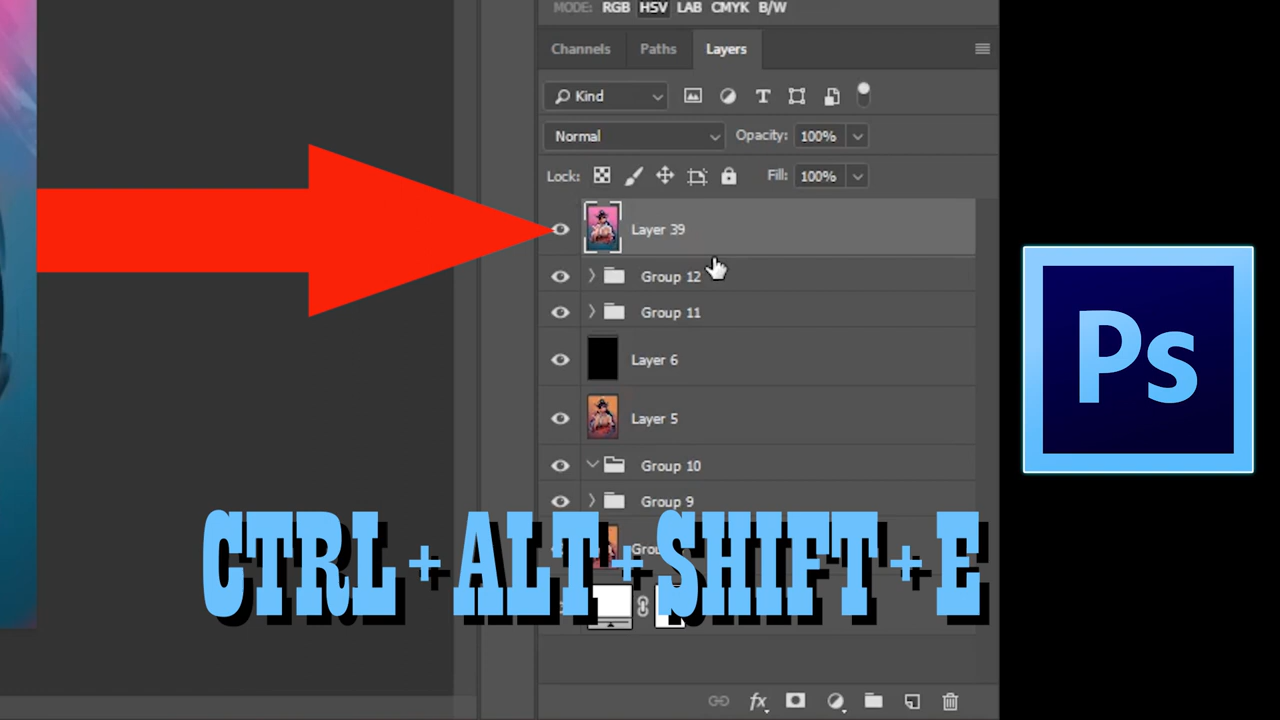 MODE: RGB HSV LAB CMYK B/W
Channels Paths Layers
Kind
Normal Opacity: 100%
Lock: Fill: 100%
Layer 39
Group 12
Group 11
Layer 6
Layer 5
Group 10
Group 9
CTRL+ALT+SHIFT+E
Ps
fx